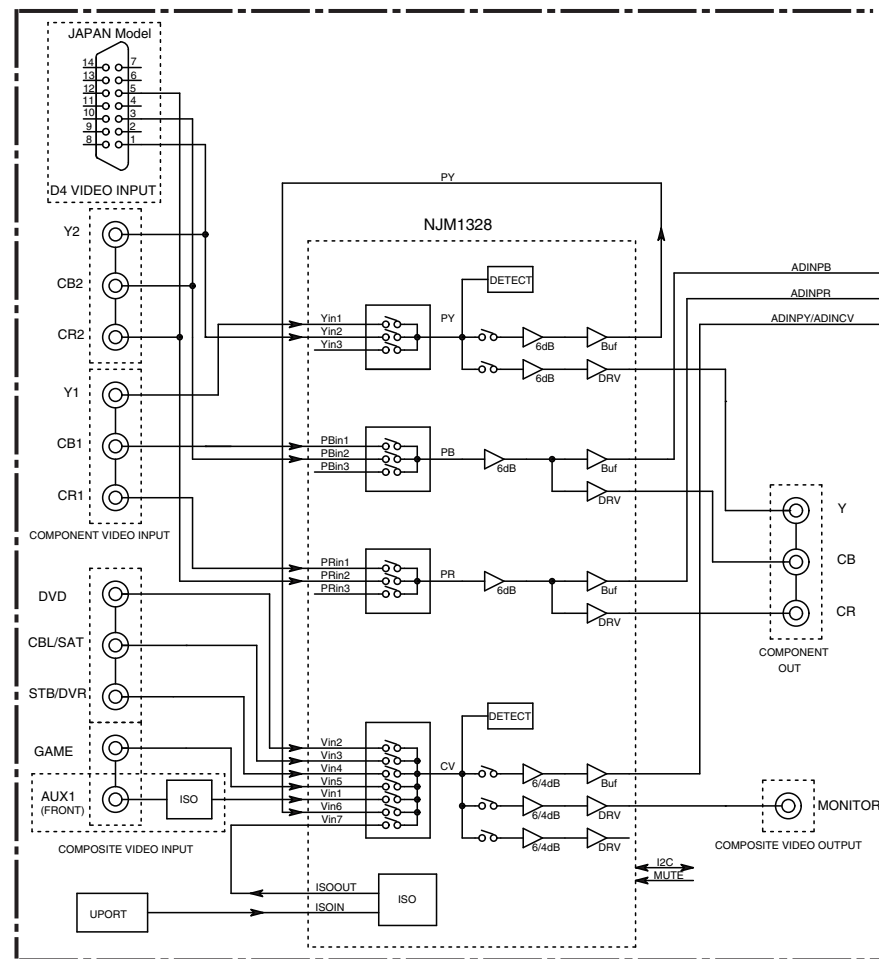 JAPAN Model
14 7
13 6
12 5
11 4
10 3
9 2
8 1
D4 VIDEO INPUT
Y2
CB2
CR2
Y1
CB1
CR1
COMPONENT VIDEO INPUT
DVD
CBL/SAT
STB/DVR
GAME
AUX1
(FRONT)
ISO
COMPOSITE VIDEO INPUT
UPORT
PY
NJM1328
DETECT
Yin1
Yin2
Yin3
PY
6dB
Buf
6dB
DRV
PBin1
PBin2
PBin3
PB
6dB
Buf
DRV
PRin1
PRin2
PRin3
PR
6dB
Buf
DRV
DETECT
Vin2
Vin3
Vin4
Vin5
Vin1
Vin6
Vin7
CV
6/4dB
Buf
6/4dB
DRV
6/4dB
DRV
ISOOUT
ISOIN
ISO
I2C
MUTE
ADINPB
ADINPR
ADINPY/ADINCV
Y
CB
CR
COMPONENT
OUT
MONITOR
COMPOSITE VIDEO OUTPUT